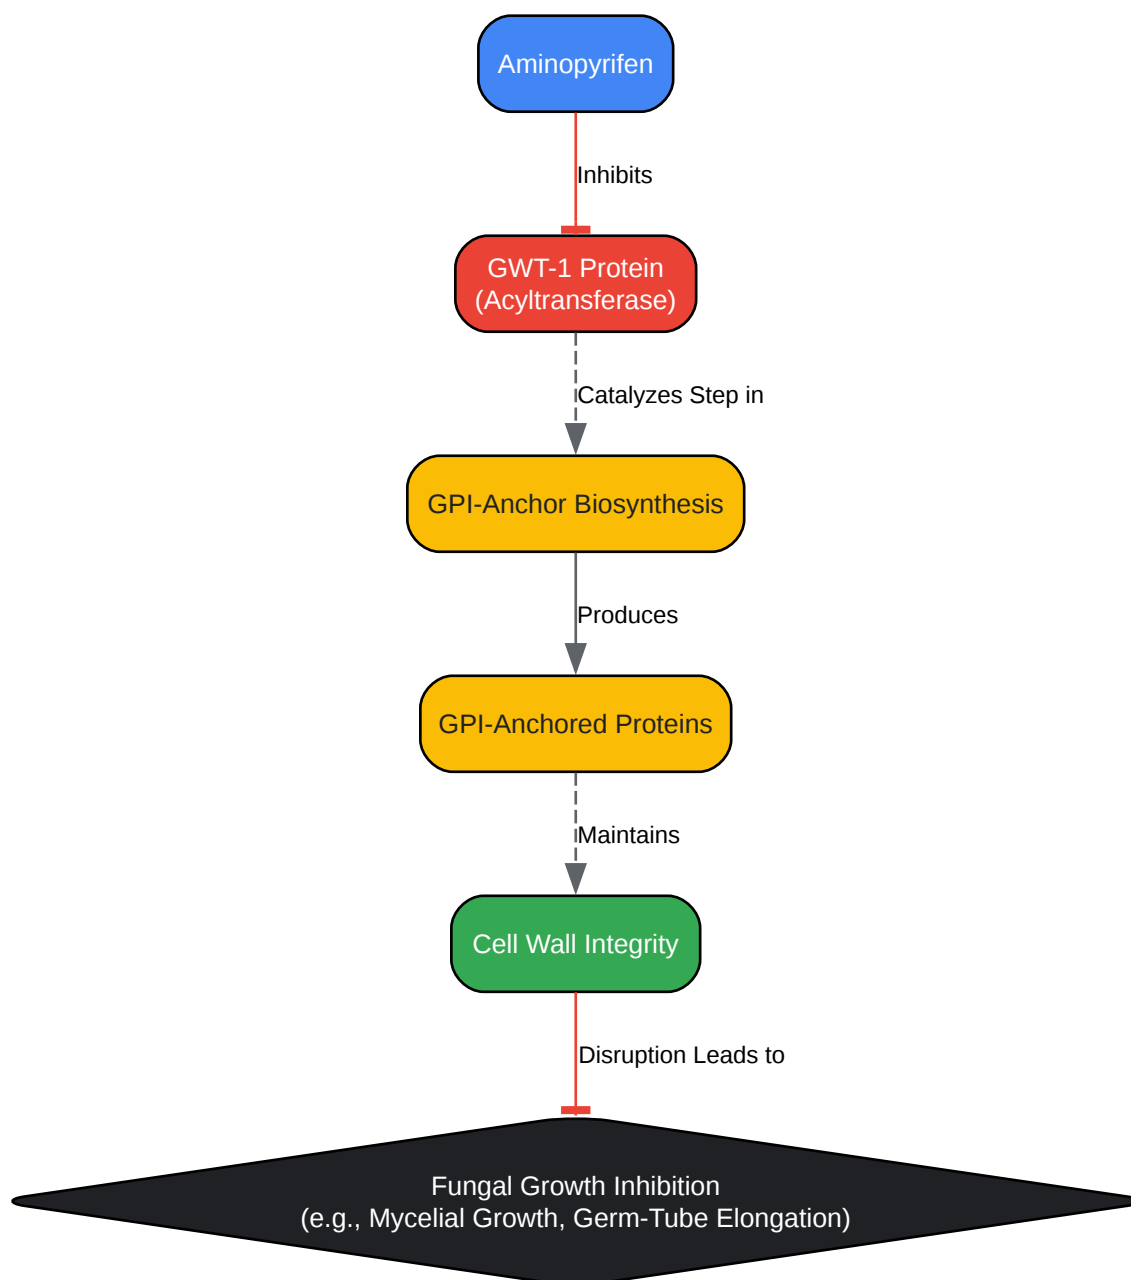 Aminopyrifen
Inhibits
GWT-1 Protein
(Acyltransferase)
Catalyzes Step in
GPI-Anchor Biosynthesis
Produces
GPI-Anchored Proteins
Maintains
Cell Wall Integrity
Disruption Leads to
Fungal Growth Inhibition
(e.g., Mycelial Growth, Germ-Tube Elongation)